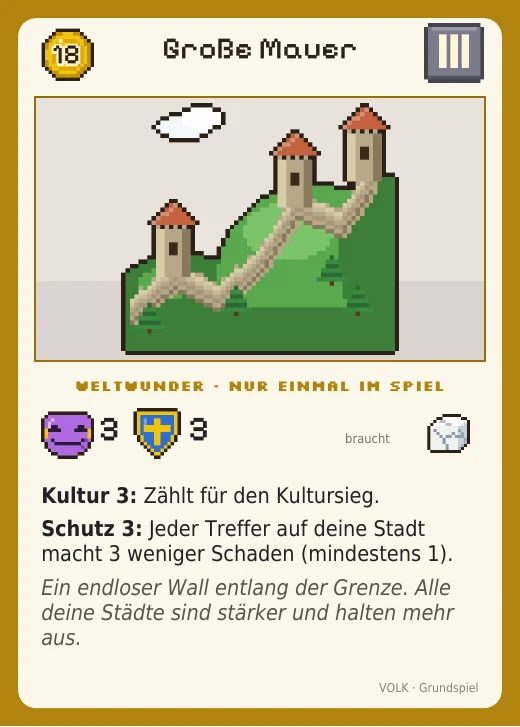 18
Große Mauer
III
WELTWUNDER · NUR EINMAL IM SPIEL
3
3
braucht
Kultur 3: Zählt für den Kultursieg.
Schutz 3: Jeder Treffer auf deine Stadt
macht 3 weniger Schaden (mindestens 1).
Ein endloser Wall entlang der Grenze. Alle
deine Städte sind stärker und halten mehr
aus.
VOLK · Grundspiel